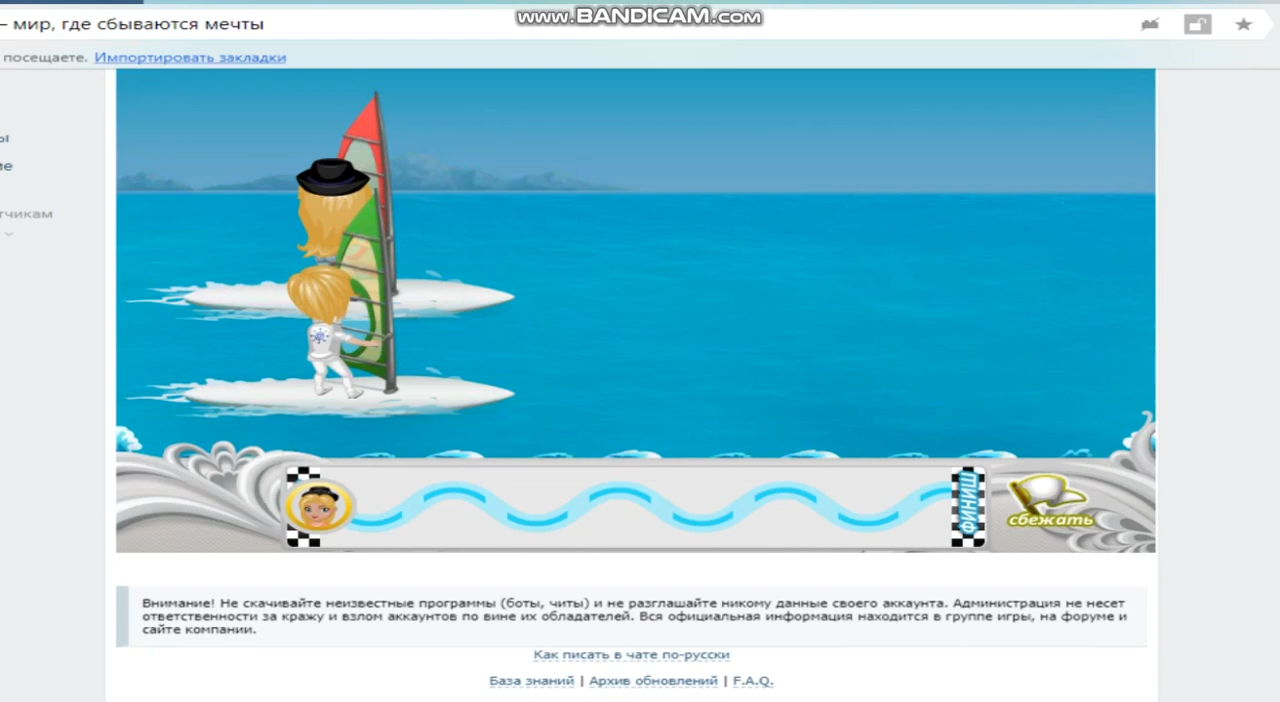 www.BANDICAM.com
– мир, где сбываются мечты
посещаете. Импортировать закладки
ы
ие
тчикам
ФИНИШ
сбежать
Внимание! Не скачивайте неизвестные программы (боты, читы) и не разглашайте никому данные своего аккаунта. Администрация не несет
ответственности за кражу и взлом аккаунтов по вине их обладателей. Вся официальная информация находится в группе игры, на форуме и
сайте компании.
Как писать в чате по-русски
База знаний | Архив обновлений | F.A.Q.